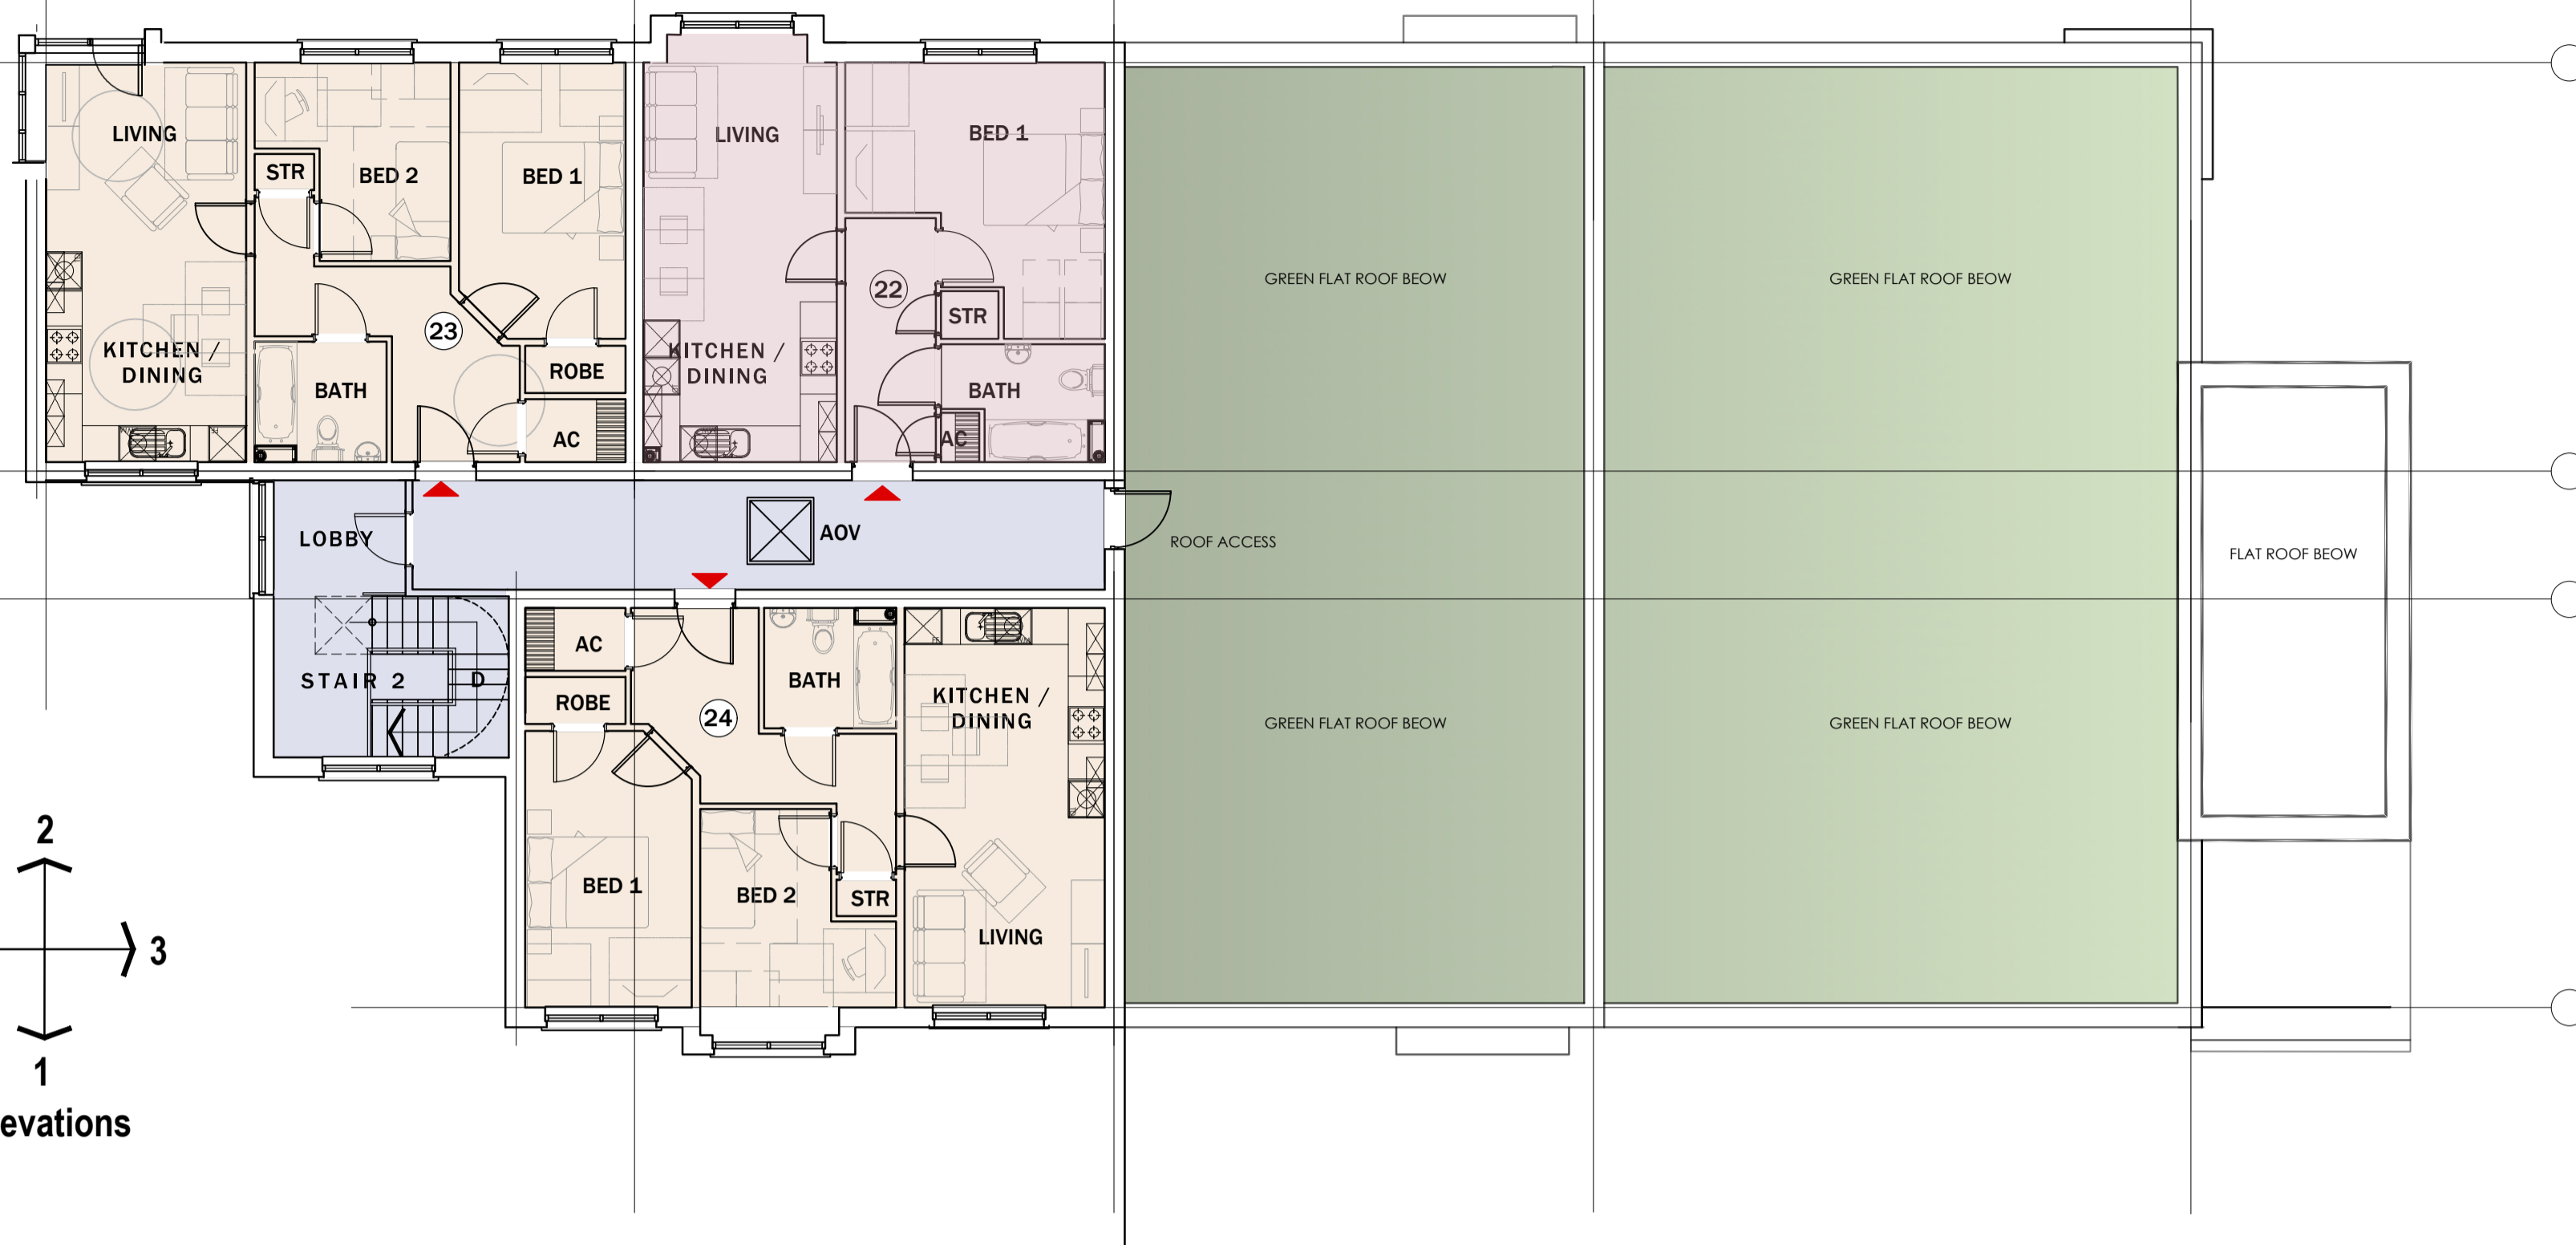 LIVING
STR
BED 2
BED 1
23
KITCHEN /
DINING
BATH
ROBE
AC
LIVING
BED 1
22
STR
KITCHEN /
DINING
BATH
AC
GREEN FLAT ROOF BEOW
GREEN FLAT ROOF BEOW
LOBBY
AOV
ROOF ACCESS
FLAT ROOF BEOW
STAIR 2
D
AC
ROBE
24
BATH
KITCHEN /
DINING
BED 1
BED 2
STR
LIVING
GREEN FLAT ROOF BEOW
GREEN FLAT ROOF BEOW
2
3
1
evations